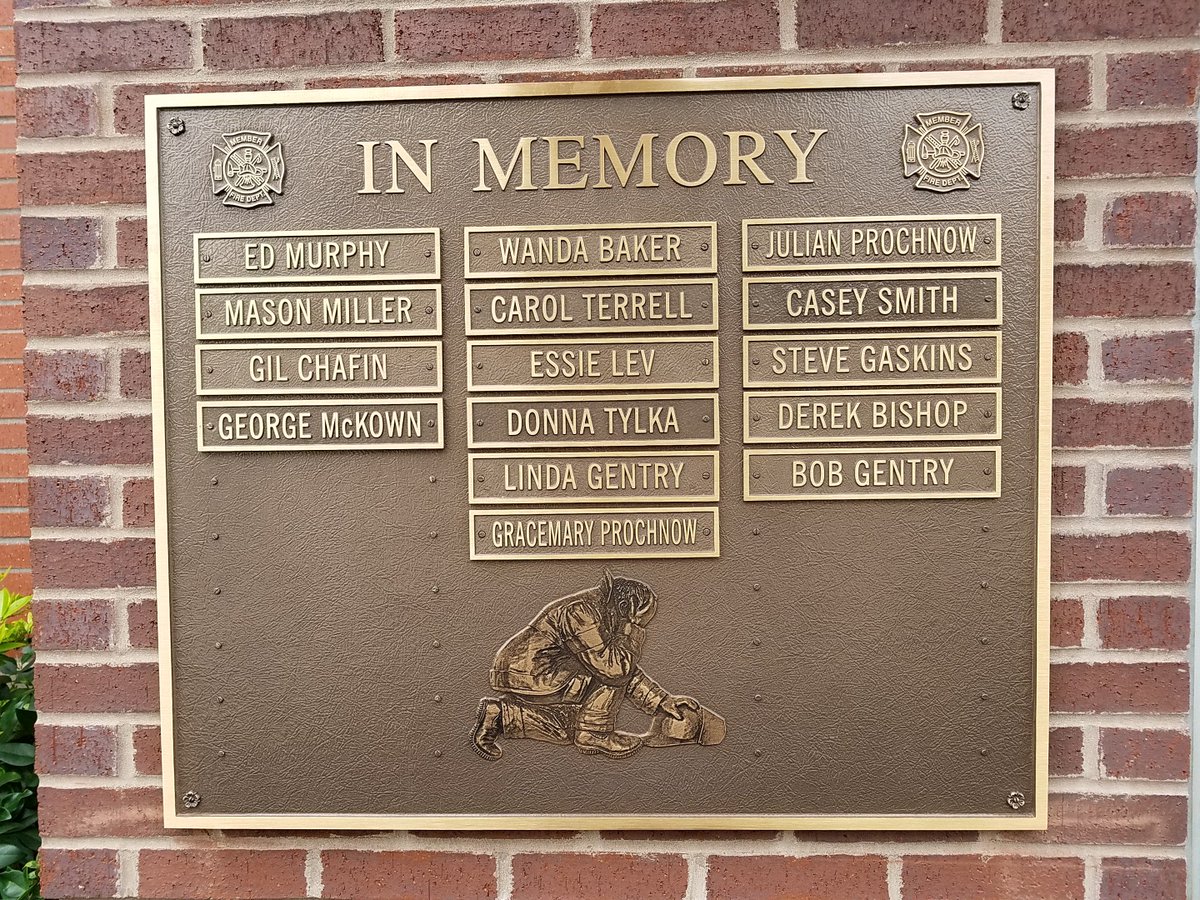 IN MEMORY
MEMBER
FIRE DEPT
MEMBER
FIRE DEPT
ED MURPHY
MASON MILLER
GIL CHAFIN
GEORGE McKOWN
WANDA BAKER
CAROL TERRELL
ESSIE LEV
DONNA TYLKA
LINDA GENTRY
GRACEMARY PROCHNOW
JULIAN PROCHNOW
CASEY SMITH
STEVE GASKINS
DEREK BISHOP
BOB GENTRY